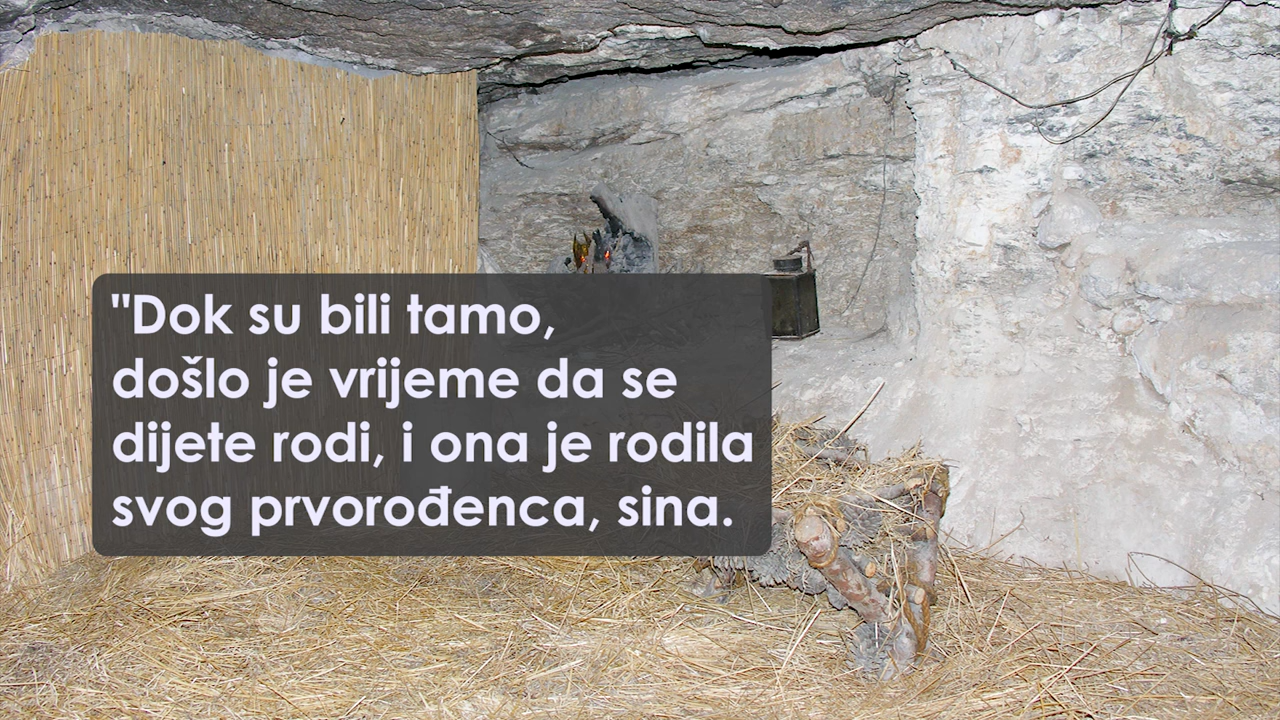 "Dok su bili tamo,
došlo je vrijeme da se
dijete rodi, i ona je rodila
svog prvorođenca, sina.